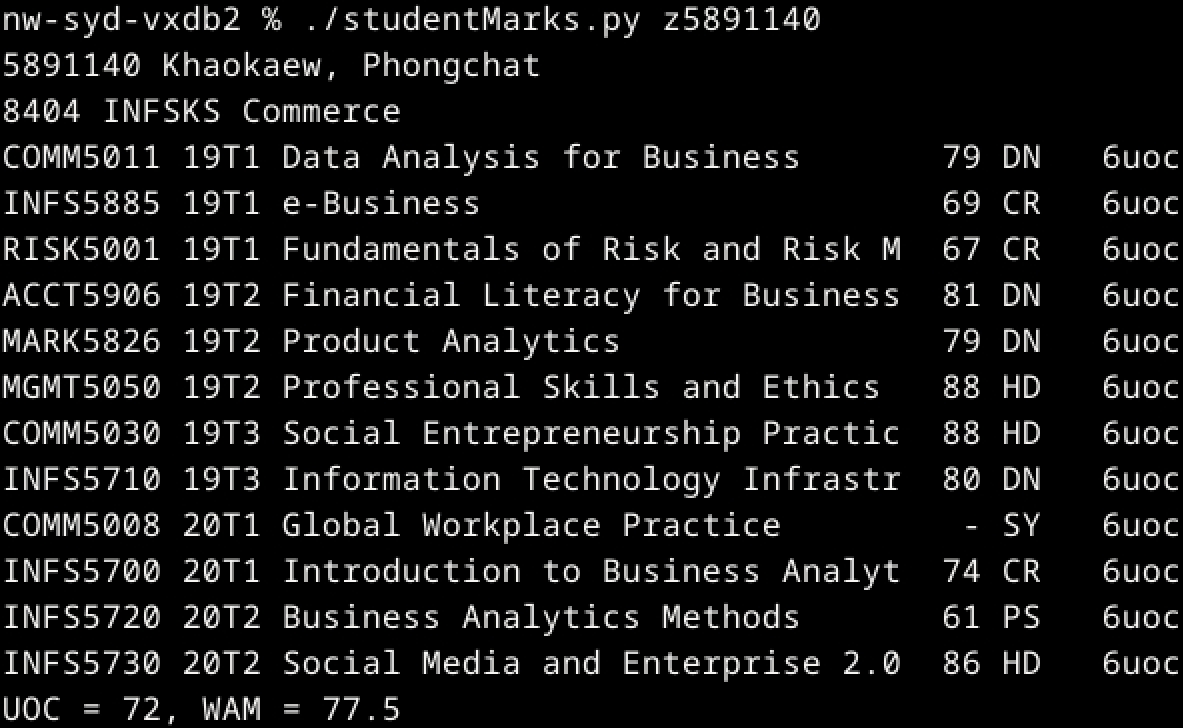 nw-syd-vxdb2 % ./studentMarks.py z5891140
5891140 Khaokaew, Phongchat
8404 INFSKS Commerce
COMM5011 19T1 Data Analysis for Business 79 DN 6uoc
INFS5885 19T1 e-Business 69 CR 6uoc
RISK5001 19T1 Fundamentals of Risk and Risk M 67 CR 6uoc
ACCT5906 19T2 Financial Literacy for Business 81 DN 6uoc
MARK5826 19T2 Product Analytics 79 DN 6uoc
MGMT5050 19T2 Professional Skills and Ethics 88 HD 6uoc
COMM5030 19T3 Social Entrepreneurship Practic 88 HD 6uoc
INFS5710 19T3 Information Technology Infrastr 80 DN 6uoc
COMM5008 20T1 Global Workplace Practice - SY 6uoc
INFS5700 20T1 Introduction to Business Analyt 74 CR 6uoc
INFS5720 20T2 Business Analytics Methods 61 PS 6uoc
INFS5730 20T2 Social Media and Enterprise 2.0 86 HD 6uoc
UOC = 72, WAM = 77.5